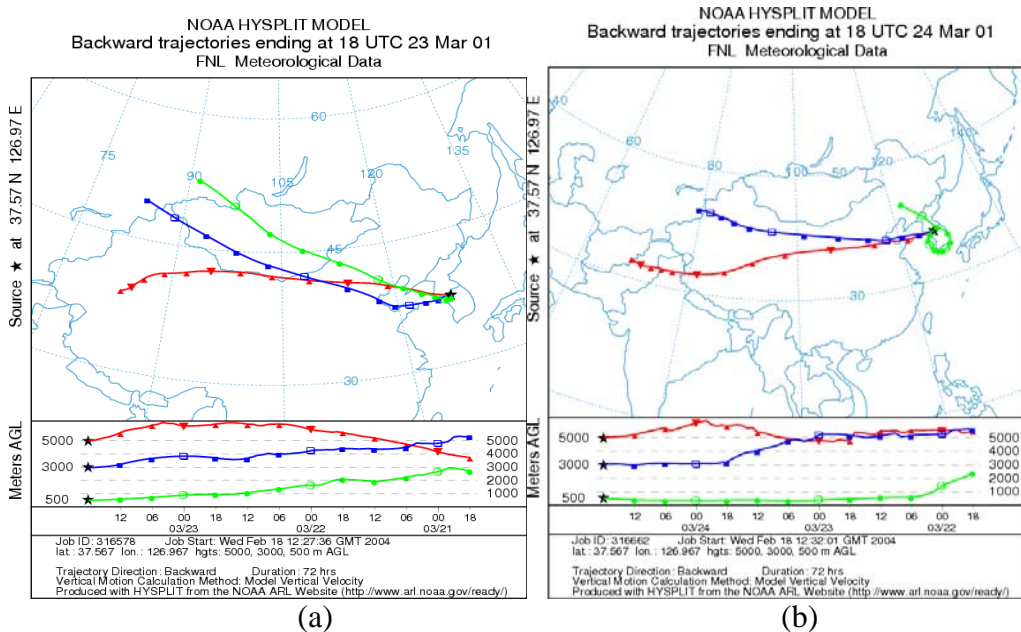 NOAA HYSPLIT MODEL
Backward trajectories ending at 18 UTC 23 Mar 01
FNL Meteorological Data
Source ★ at 37.57 N 126.97 E
60
75
90
105
120
135
45
30
Meters AGL
5000
3000
500
5000
4000
3000
2000
1000
12 06 00 18 12 06 00 18 12 06 00 18
03/23 03/22 03/21
Job ID: 316578 Job Start: Wed Feb 18 12:27:36 GMT 2004
lat.: 37.567 lon.: 126.967 hgts: 5000, 3000, 500 m AGL
Trajectory Direction: Backward Duration: 72 hrs
Vertical Motion Calculation Method: Model Vertical Velocity
Produced with HYSPLIT from the NOAA ARL Website (http://www.arl.noaa.gov/ready/)
(a)
NOAA HYSPLIT MODEL
Backward trajectories ending at 18 UTC 24 Mar 01
FNL Meteorological Data
Source ★ at 37.57 N 126.97 E
40
60
80
100
50
120
140
30
Meters AGL
5000
3000
500
5000
4000
3000
2000
1000
12 06 00 18 12 06 00 18 12 06 00 18
03/24 03/23 03/22
Job ID: 316662 Job Start: Wed Feb 18 12:32:01 GMT 2004
lat.: 37.567 lon.: 126.967 hgts: 5000, 3000, 500 m AGL
Trajectory Direction: Backward Duration: 72 hrs
Vertical Motion Calculation Method: Model Vertical Velocity
Produced with HYSPLIT from the NOAA ARL Website (http://www.arl.noaa.gov/ready/)
(b)